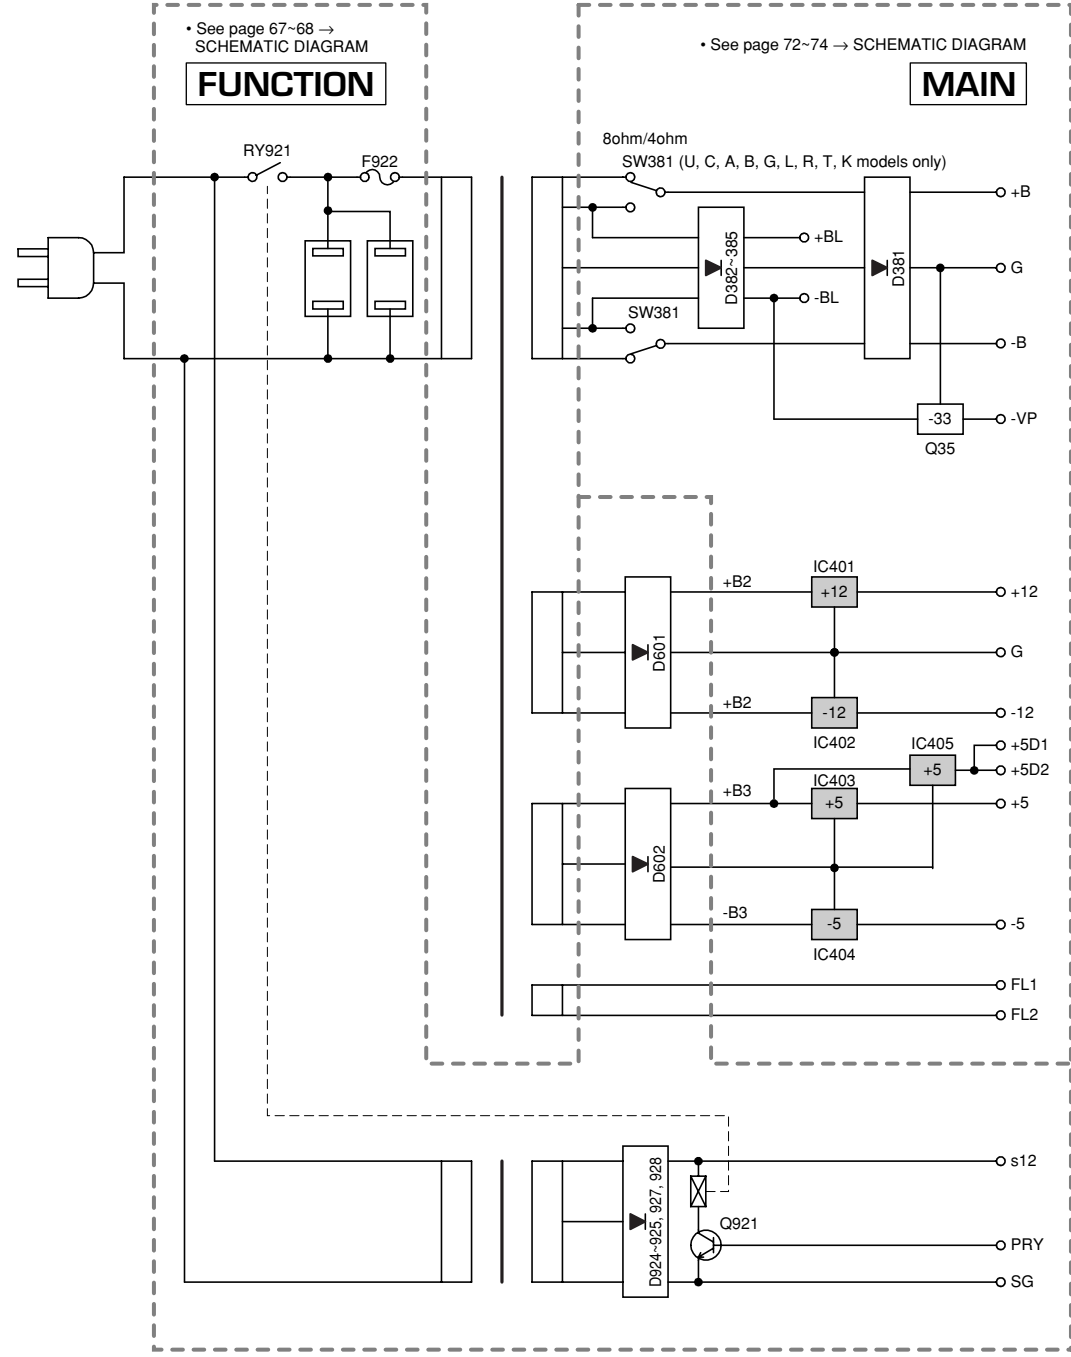 • See page 67~68 →
SCHEMATIC DIAGRAM
FUNCTION
• See page 72~74 → SCHEMATIC DIAGRAM
MAIN
RY921
F922
8ohm/4ohm
SW381 (U, C, A, B, G, L, R, T, K models only)
+B
+BL
D382~385
D381
G
-BL
SW381
-B
-33
-VP
Q35
IC401
+B2
+12
+12
D601
G
+B2
-12
-12
IC402
IC405
+5D1
+5
+5D2
+B3
IC403
+5
+5
D602
-B3
-5
-5
IC404
FL1
FL2
D924~925, 927, 928
s12
Q921
PRY
SG